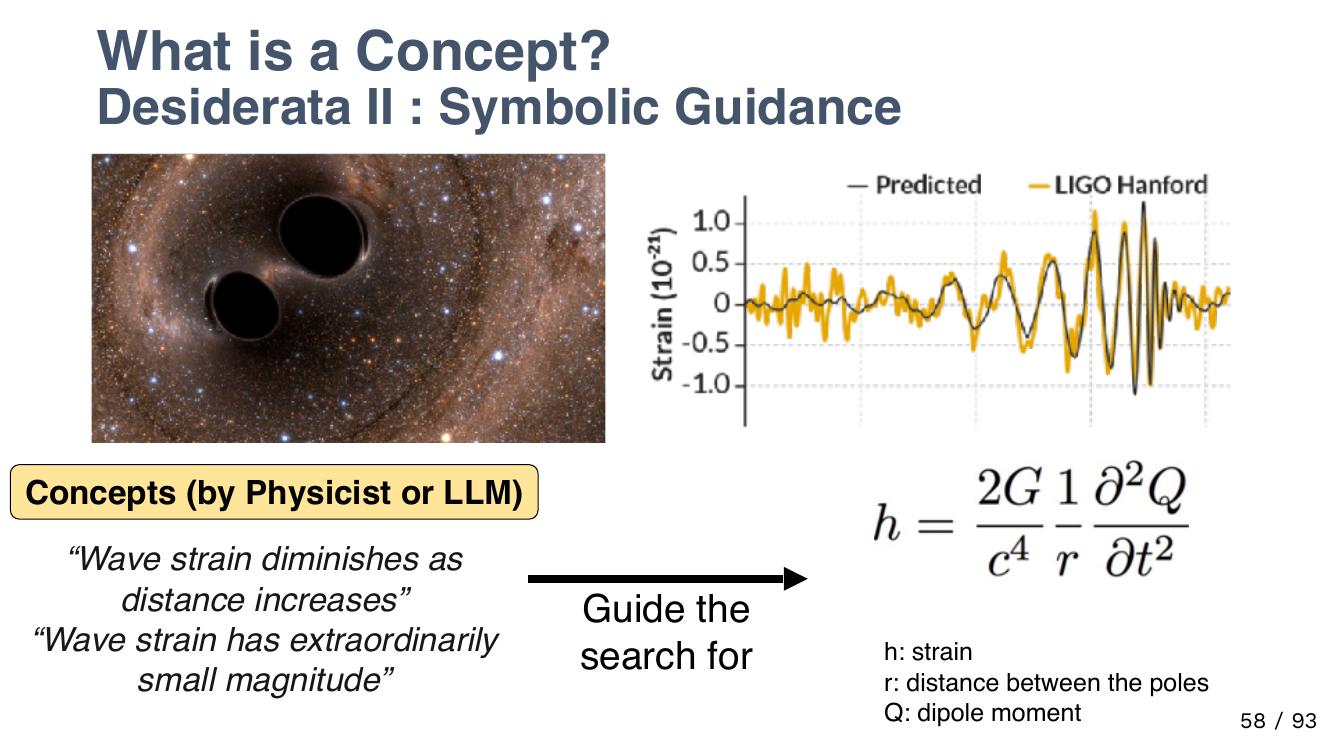 What is a Concept?
Desiderata II : Symbolic Guidance
— Predicted — LIGO Hanford
Strain (10⁻²¹)
1.0
0.5
0
-0.5
-1.0
Concepts (by Physicist or LLM)
“Wave strain diminishes as
distance increases”
“Wave strain has extraordinarily
small magnitude”
Guide the
search for
h = \frac{2G}{c^4} \frac{1}{r} \frac{∂^2 Q}{∂t^2}
h: strain
r: distance between the poles
Q: dipole moment
58 / 93